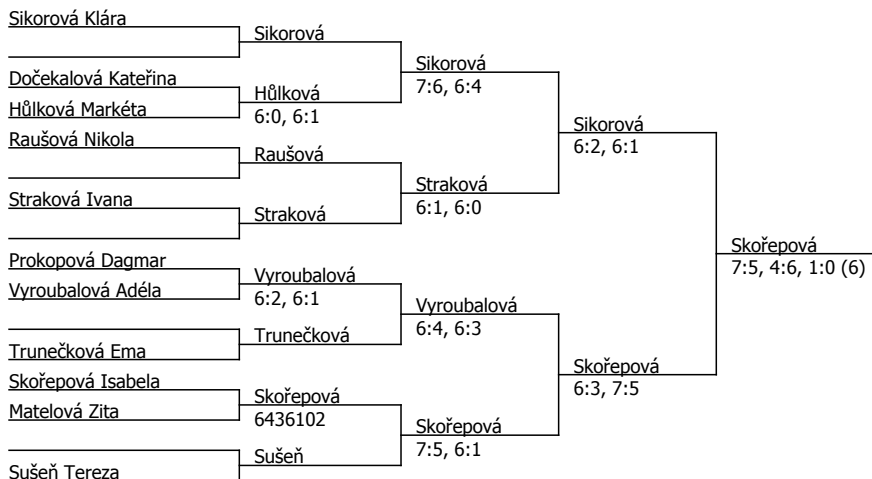 Sikorová Klára
Sikorová
Sikorová
7:6, 6:4
Dočekalová Kateřina
Hůlková
6:0, 6:1
Hůlková Markéta
Sikorová
6:2, 6:1
Raušová Nikola
Raušová
Straková
6:1, 6:0
Straková Ivana
Straková
Skořepová
7:5, 4:6, 1:0 (6)
Prokopová Dagmar
Vyroubalová
6:2, 6:1
Vyroubalová Adéla
Vyroubalová
6:4, 6:3
Trunečková
Trunečková Ema
Skořepová
6:3, 7:5
Skořepová Isabela
Skořepová
6436102
Matelová Zita
Skořepová
7:5, 6:1
Sušeň
Sušeň Tereza